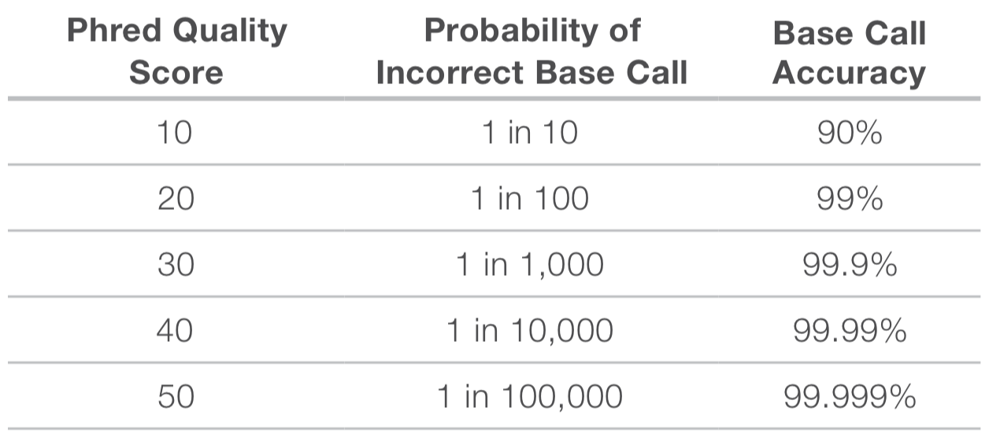 Phred Quality Score Probability of Incorrect Base Call Base Call Accuracy
10 1 in 10 90%
20 1 in 100 99%
30 1 in 1,000 99.9%
40 1 in 10,000 99.99%
50 1 in 100,000 99.999%